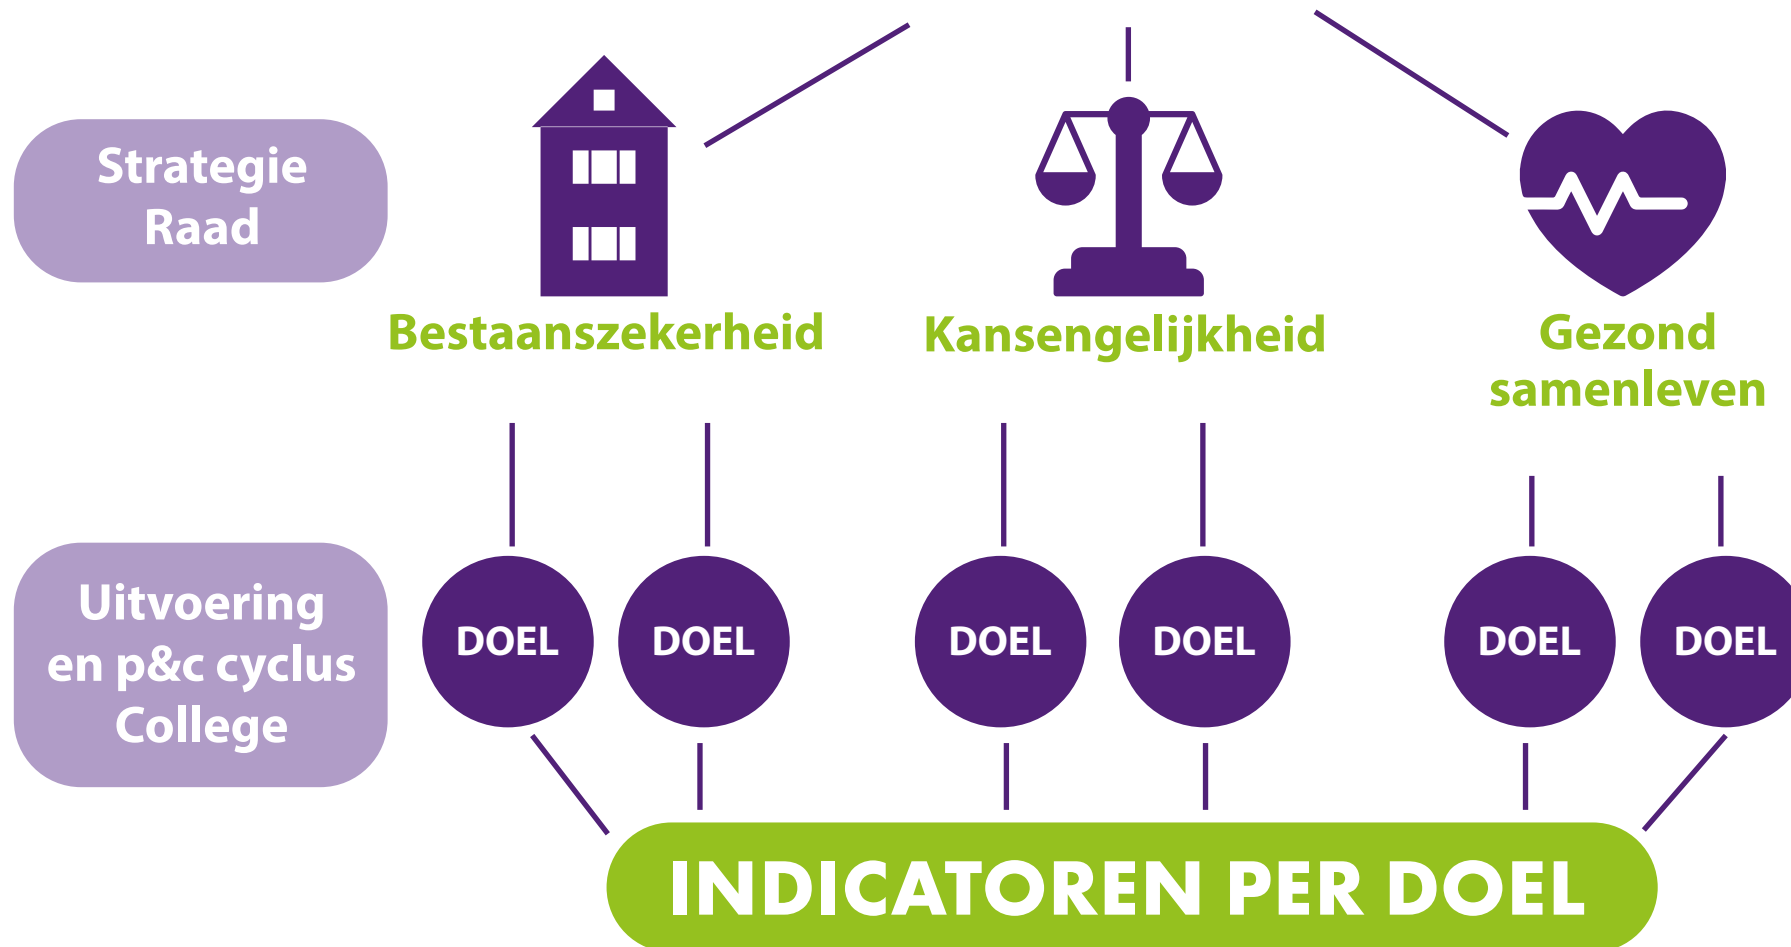 Strategie
Raad
Bestaanszekerheid
Kansengelijkheid
Gezond
samenleven
Uitvoering
en p&c cyclus
College
DOEL
DOEL
DOEL
DOEL
DOEL
DOEL
INDICATOREN PER DOEL